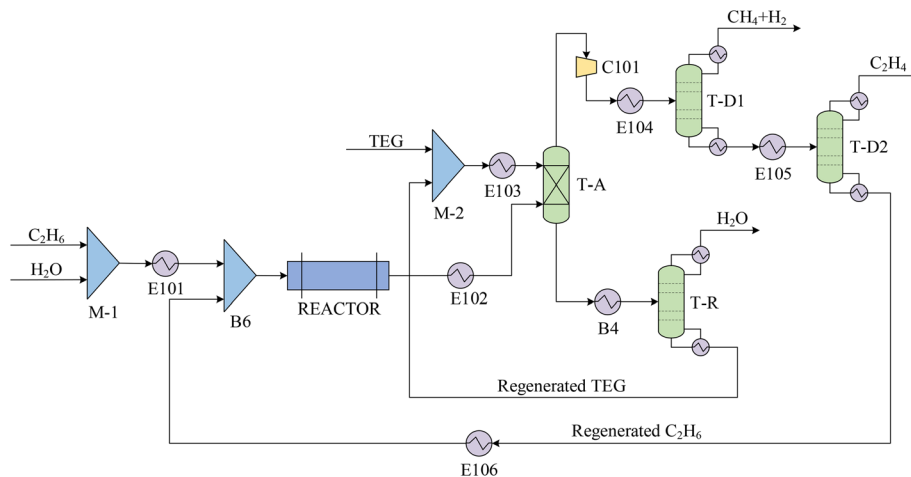 CH₄+H₂
C101
C₂H₄
T-D1
E104
T-D2
E105
TEG
E103
T-A
M-2
C₂H₆
H₂O
H₂O
E101
M-1
B6
REACTOR
E102
B4
T-R
Regenerated TEG
Regenerated C₂H₆
E106